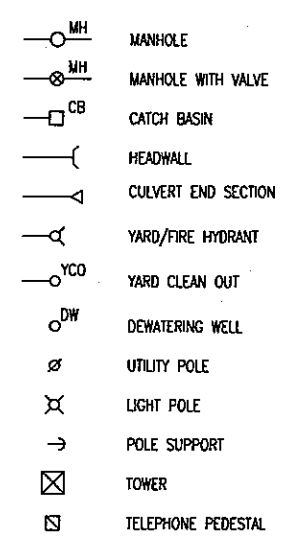 MH MANHOLE
MH MANHOLE WITH VALVE
CB CATCH BASIN
HEADWALL
CULVERT END SECTION
YARD/FIRE HYDRANT
YCO YARD CLEAN OUT
DW DEWATERING WELL
UTILITY POLE
LIGHT POLE
POLE SUPPORT
TOWER
TELEPHONE PEDESTAL